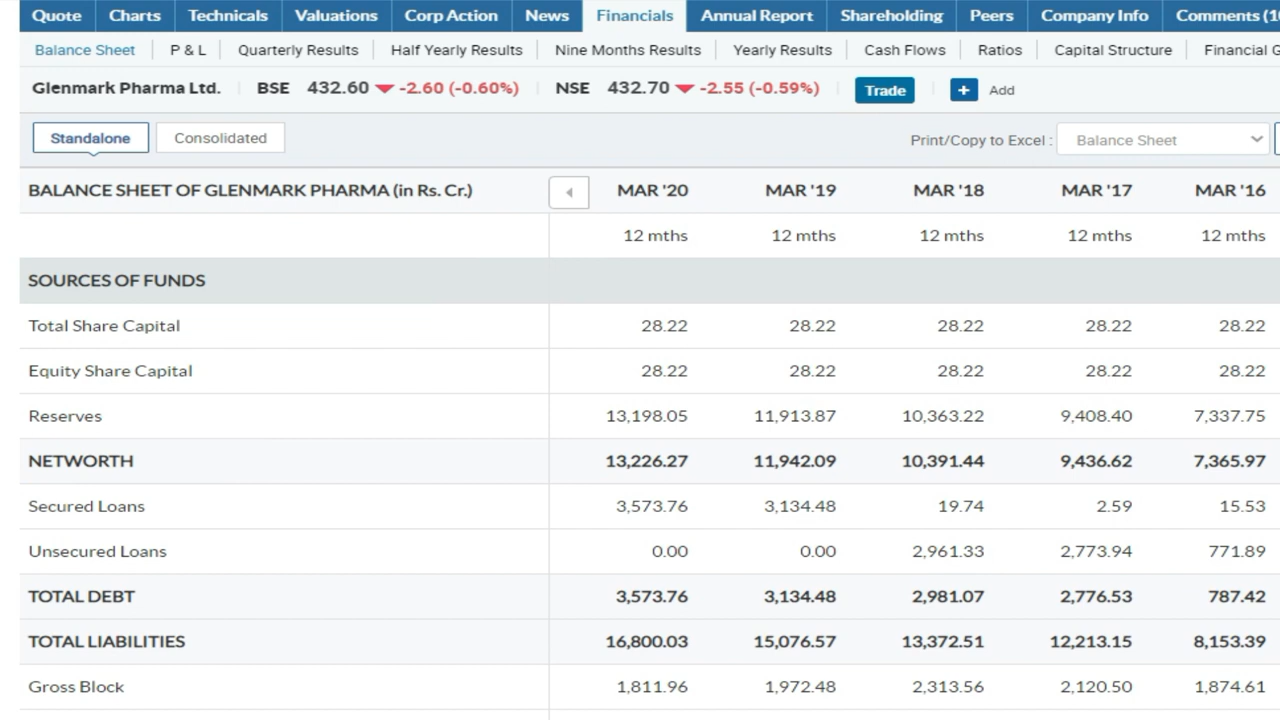 Quote Charts Technicals Valuations Corp Action News Financials Annual Report Shareholding Peers Company Info Comments
Balance Sheet P & L Quarterly Results Half Yearly Results Nine Months Results Yearly Results Cash Flows Ratios Capital Structure Financial
Glenmark Pharma Ltd. BSE 432.60 -2.60 (-0.60%) NSE 432.70 -2.55 (-0.59%) Trade + Add
Standalone Consolidated Print/Copy to Excel : Balance Sheet
BALANCE SHEET OF GLENMARK PHARMA (in Rs. Cr.) MAR '20 MAR '19 MAR '18 MAR '17 MAR '16
12 mths 12 mths 12 mths 12 mths 12 mths
SOURCES OF FUNDS
Total Share Capital 28.22 28.22 28.22 28.22 28.22
Equity Share Capital 28.22 28.22 28.22 28.22 28.22
Reserves 13,198.05 11,913.87 10,363.22 9,408.40 7,337.75
NETWORTH 13,226.27 11,942.09 10,391.44 9,436.62 7,365.97
Secured Loans 3,573.76 3,134.48 19.74 2.59 15.53
Unsecured Loans 0.00 0.00 2,961.33 2,773.94 771.89
TOTAL DEBT 3,573.76 3,134.48 2,981.07 2,776.53 787.42
TOTAL LIABILITIES 16,800.03 15,076.57 13,372.51 12,213.15 8,153.39
Gross Block 1,811.96 1,972.48 2,313.56 2,120.50 1,874.61